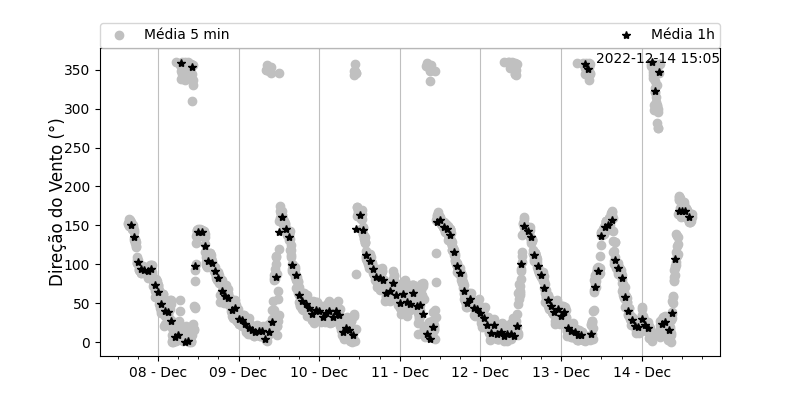 Média 5 min
Média 1h
2022-12-14 15:05
Direção do Vento (°)
350
300
250
200
150
100
50
0
08 - Dec
09 - Dec
10 - Dec
11 - Dec
12 - Dec
13 - Dec
14 - Dec